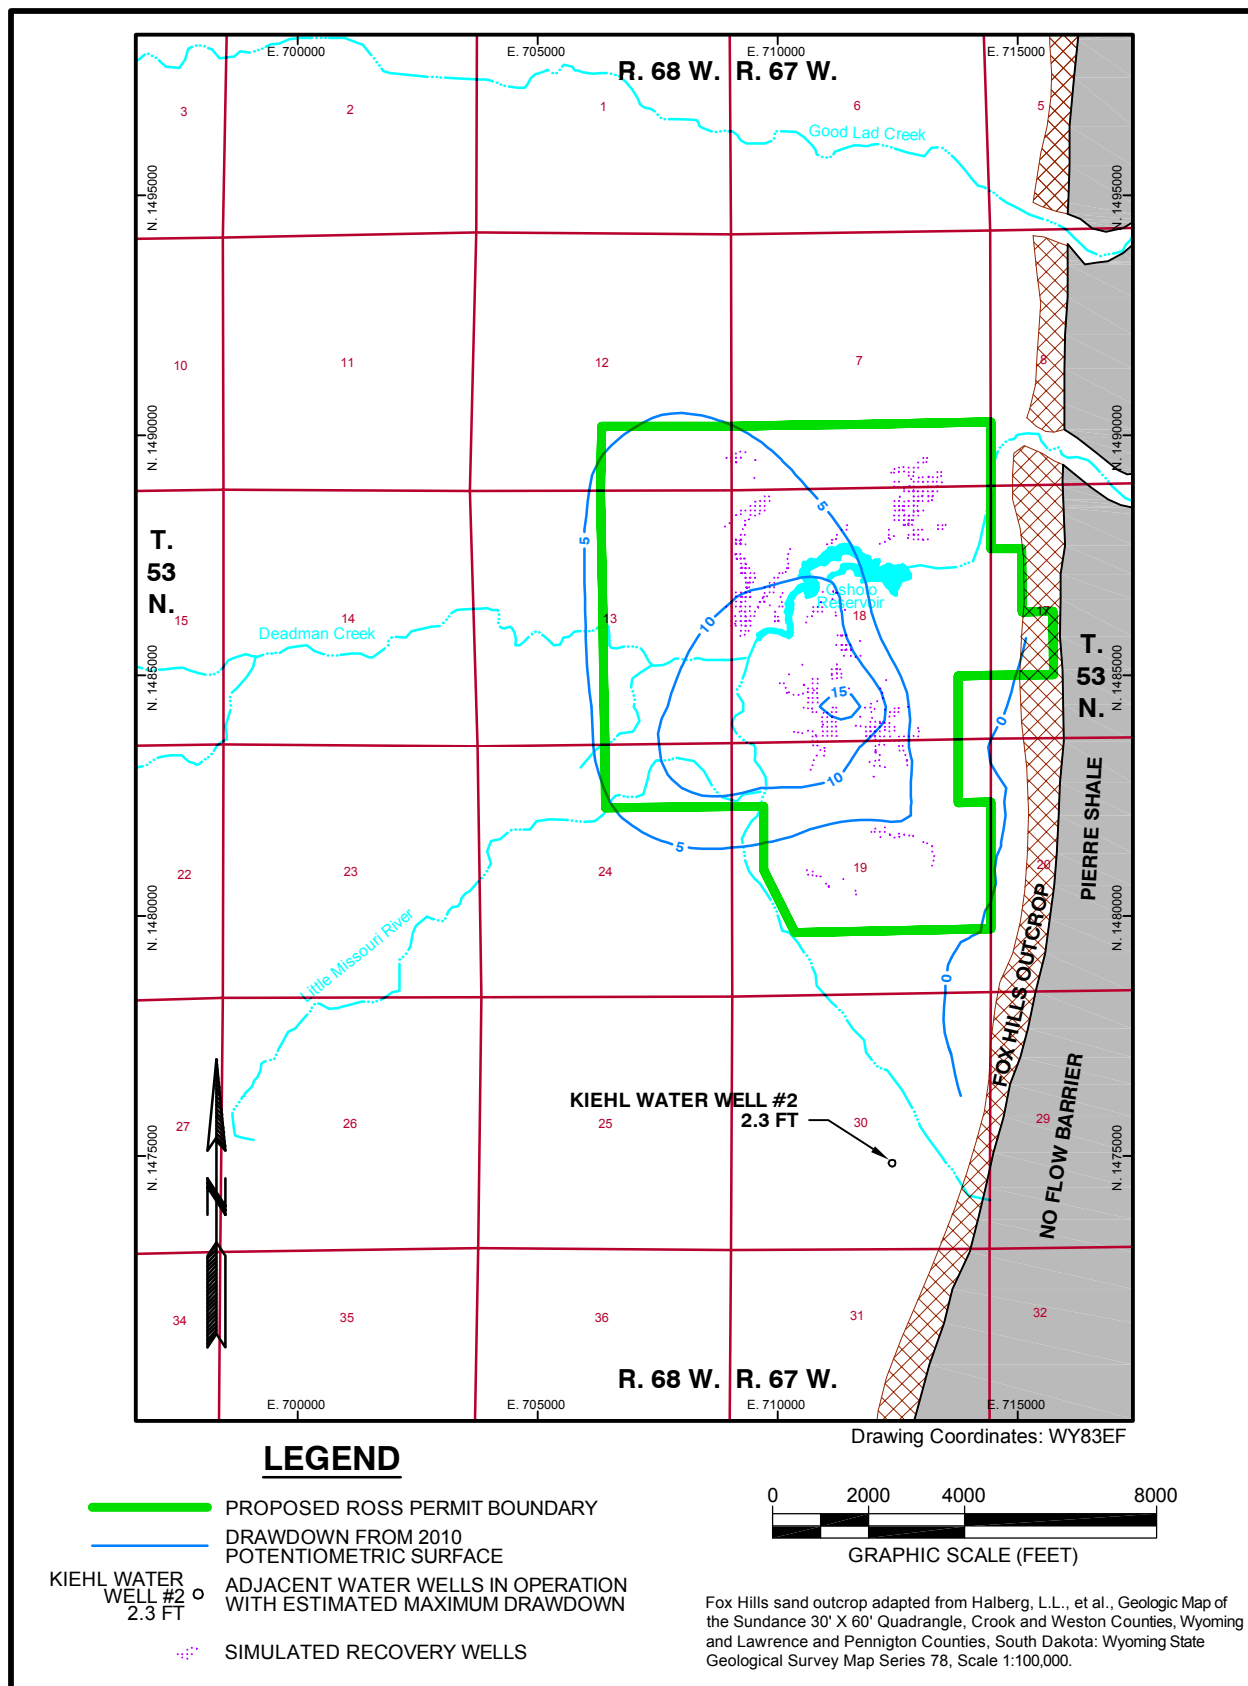 E. 700000
E. 705000
E. 710000
E. 715000
R. 68 W.
R. 67 W.
3
2
1
6
5
Good Lad Creek
N. 1495000
N. 1495000
10
11
12
7
8
N. 1490000
N. 1490000
5
5
T.
53
N.
15
14
13
18
17
Oshoto
Reservoir
10
Deadman Creek
T.
53
N.
N. 1485000
N. 1485000
15
0
10
5
PIERRE SHALE
22
23
24
19
20
N. 1480000
N. 1480000
Little Missouri River
0
FOX HILLS OUTCROP
KIEHL WATER WELL #2
2.3 FT
27
26
25
30
29
N. 1475000
N. 1475000
NO FLOW BARRIER
N
34
35
36
31
32
R. 68 W.
R. 67 W.
E. 700000
E. 705000
E. 710000
E. 715000
Drawing Coordinates: WY83EF
LEGEND
PROPOSED ROSS PERMIT BOUNDARY
DRAWDOWN FROM 2010
POTENTIOMETRIC SURFACE
KIEHL WATER
WELL #2
2.3 FT
ADJACENT WATER WELLS IN OPERATION
WITH ESTIMATED MAXIMUM DRAWDOWN
SIMULATED RECOVERY WELLS
0
2000
4000
8000
GRAPHIC SCALE (FEET)
Fox Hills sand outcrop adapted from Halberg, L.L., et al., Geologic Map of
the Sundance 30' X 60' Quadrangle, Crook and Weston Counties, Wyoming
and Lawrence and Pennigton Counties, South Dakota: Wyoming State
Geological Survey Map Series 78, Scale 1:100,000.